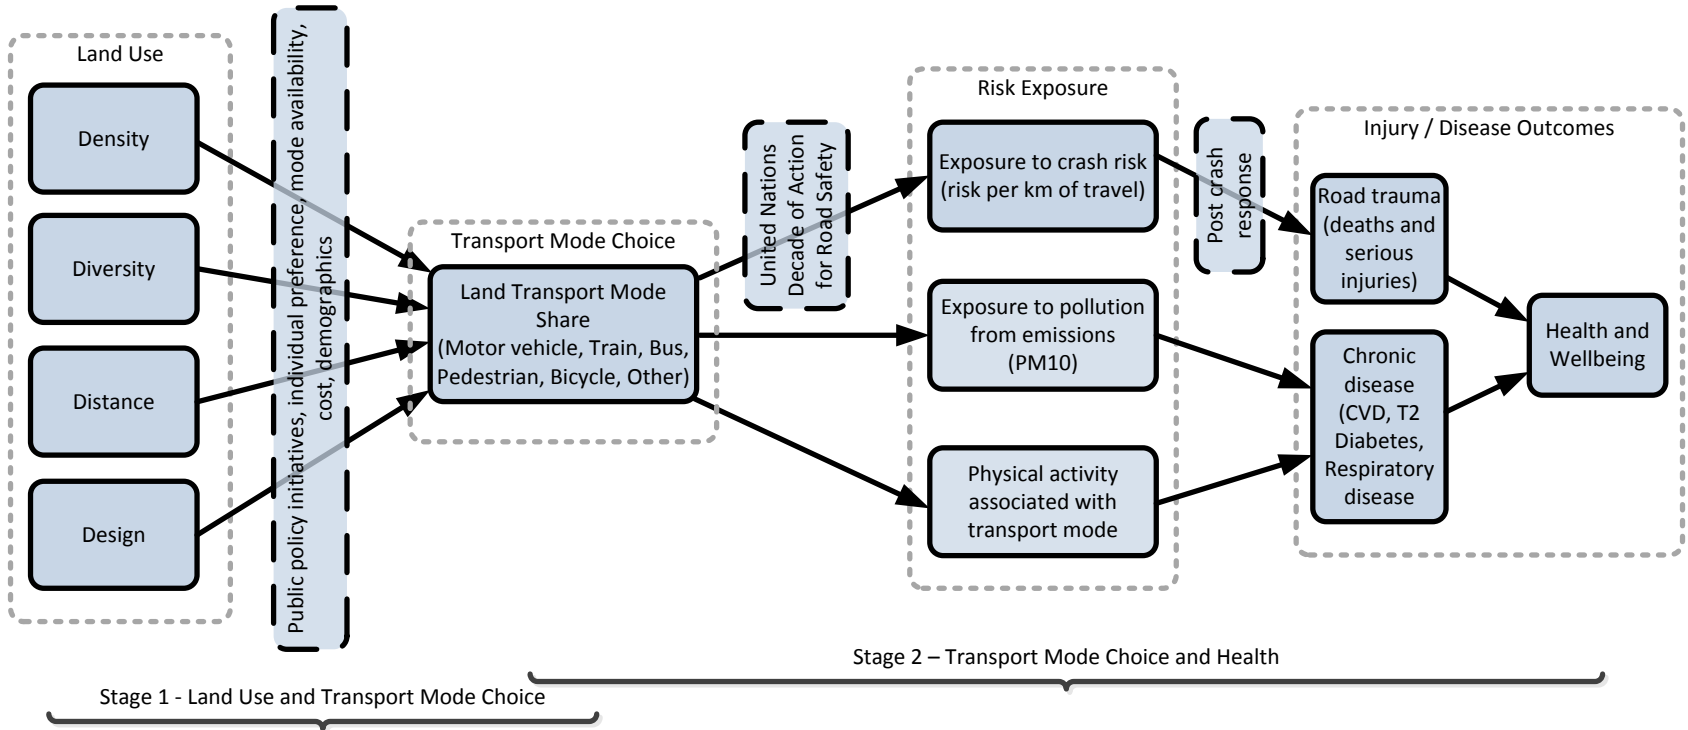 Land Use
Density
Diversity
Distance
Design
Public policy initiatives, individual preference, mode availability,
cost, demographics
Transport Mode Choice
Land Transport Mode
Share
(Motor vehicle, Train, Bus,
Pedestrian, Bicycle, Other)
United Nations
Decade of Action
for Road Safety
Risk Exposure
Exposure to crash risk
(risk per km of travel)
Exposure to pollution
from emissions
(PM10)
Physical activity
associated with
transport mode
Post crash
response
Injury / Disease Outcomes
Road trauma
(deaths and
serious
injuries)
Chronic
disease
(CVD, T2
Diabetes,
Respiratory
disease
Health and
Wellbeing
Stage 2 – Transport Mode Choice and Health
Stage 1 - Land Use and Transport Mode Choice